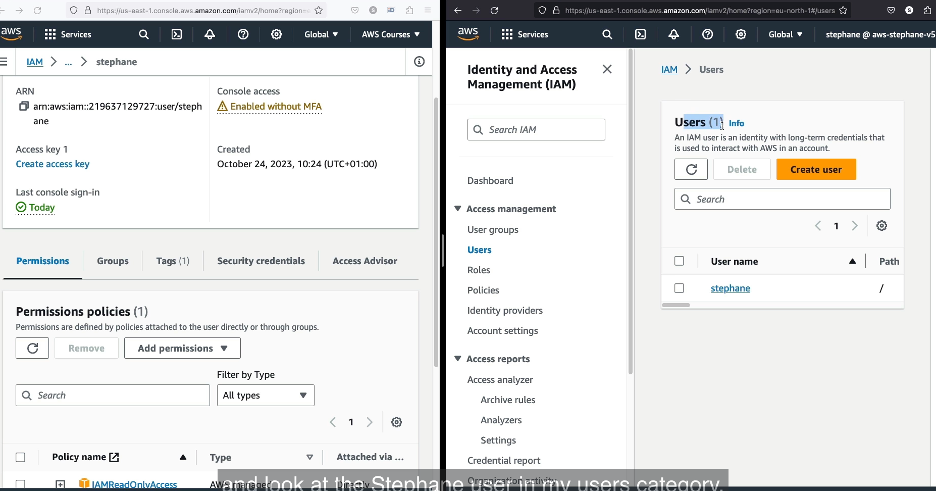 https://us-east-1.console.aws.amazon.com/iamv2/home?region=
aws Services Global ▼ AWS Courses ▼
IAM > ... > stephane
ARN
arn:aws:iam::219637129727:user/steph
ane
Console access
Enabled without MFA
Access key 1
Create access key
Created
October 24, 2023, 10:24 (UTC+01:00)
Last console sign-in
Today
Permissions Groups Tags (1) Security credentials Access Advisor
Permissions policies (1)
Permissions are defined by policies attached to the user directly or through groups.
Remove Add permissions ▼
Filter by Type
Search All types ▼
< 1 >
Policy name ▲ Type ▽ Attached via ...
IAMReadOnlyAccess AWS managed
https://us-east-1.console.aws.amazon.com/iamv2/home?region=eu-north-1#/users
aws Services Global ▼ stephane @ aws-stephane-v5
Identity and Access
Management (IAM)
Search IAM
Dashboard
Access management
User groups
Users
Roles
Policies
Identity providers
Account settings
Access reports
Access analyzer
Archive rules
Analyzers
Settings
Credential report
Organization activity
IAM > Users
Users (1) Info
An IAM user is an identity with long-term credentials that
is used to interact with AWS in an account.
Delete Create user
Search
< 1 >
User name ▲ Path
stephane /
and look at the Stephane user in my users category.